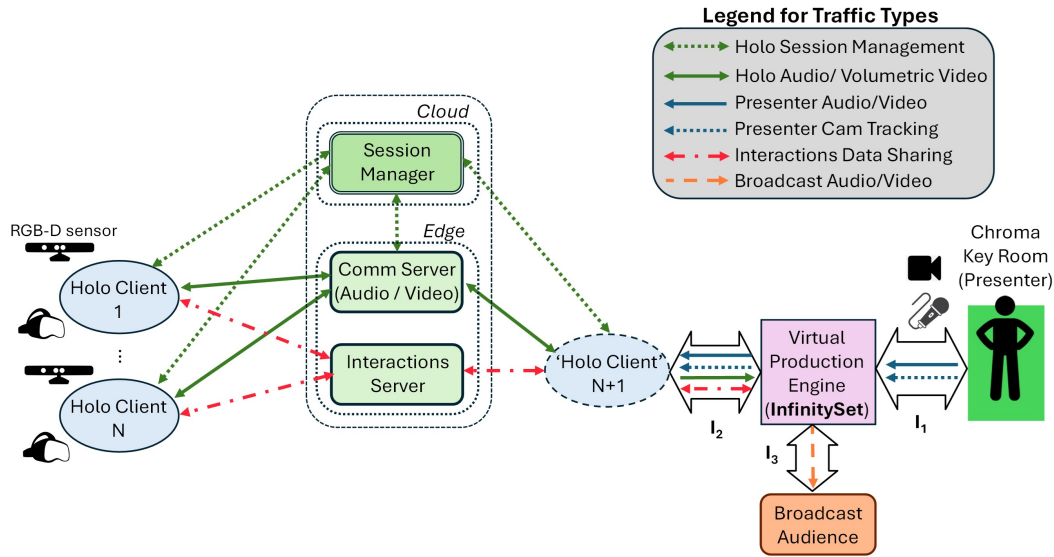 Legend for Traffic Types
Holo Session Management
Holo Audio/ Volumetric Video
Presenter Audio/Video
Presenter Cam Tracking
Interactions Data Sharing
Broadcast Audio/Video
Cloud
Session
Manager
Edge
Comm Server
(Audio / Video)
Interactions
Server
RGB-D sensor
Holo Client
1
...
Holo Client
N
'Holo Client'
N+1
I2
Virtual
Production
Engine
(InfinitySet)
I1
Chroma
Key Room
(Presenter)
I3
Broadcast
Audience